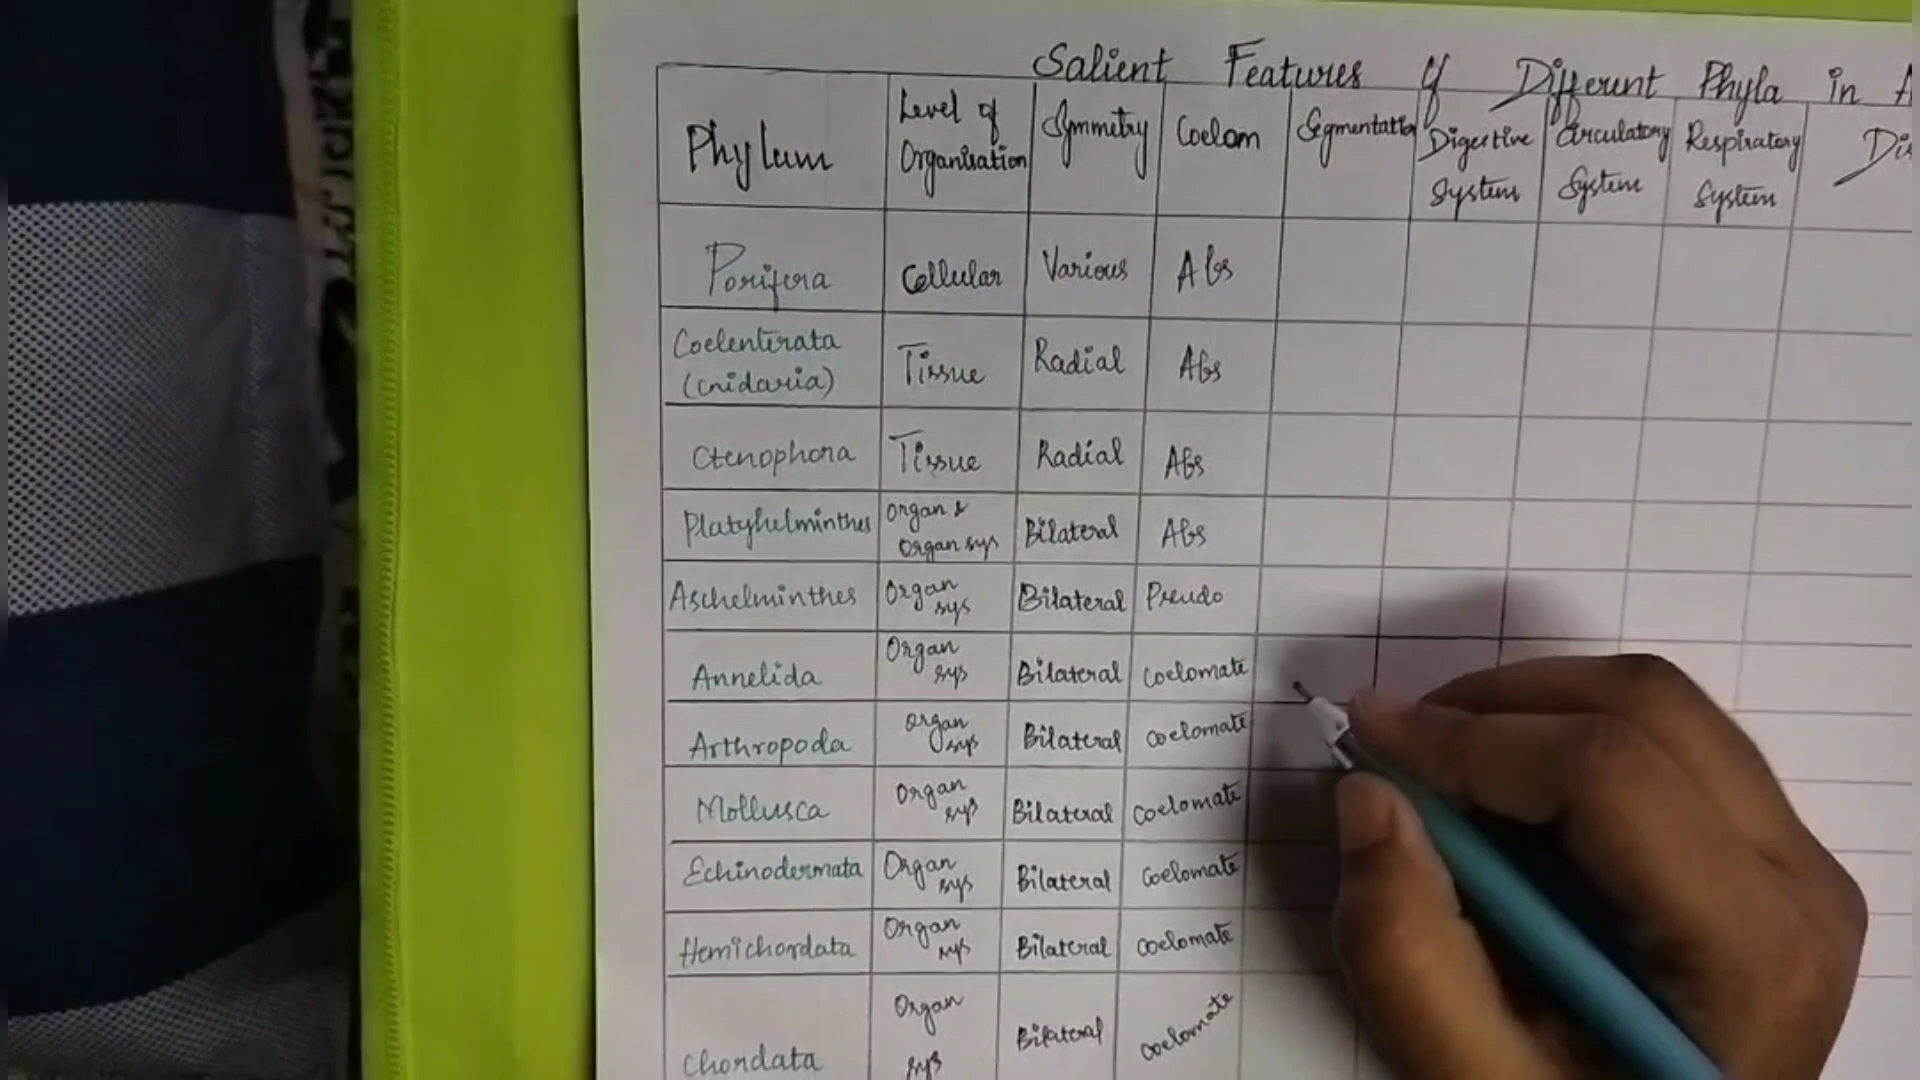 Salient Features of Different Phyla in A
Phylum
Level of
Organisation
Symmetry
Coelom
Segmentation
Digestive
System
Circulatory
System
Respiratory
System
Dis
Porifera
Cellular
Various
Abs
Coelenterata
(cnidaria)
Tissue
Radial
Abs
Ctenophora
Tissue
Radial
Abs
Platyhelminthes
Organ &
Organ sys
Bilateral
Abs
Aschelminthes
Organ
sys
Bilateral
Pseudo
Annelida
Organ
sys
Bilateral
Coelomate
Arthropoda
Organ
sys
Bilateral
Coelomate
Mollusca
Organ
sys
Bilateral
Coelomate
Echinodermata
Organ
sys
Bilateral
Coelomate
Hemichordata
Organ
sys
Bilateral
Coelomate
Chordata
Organ
sys
Bilateral
Coelomate